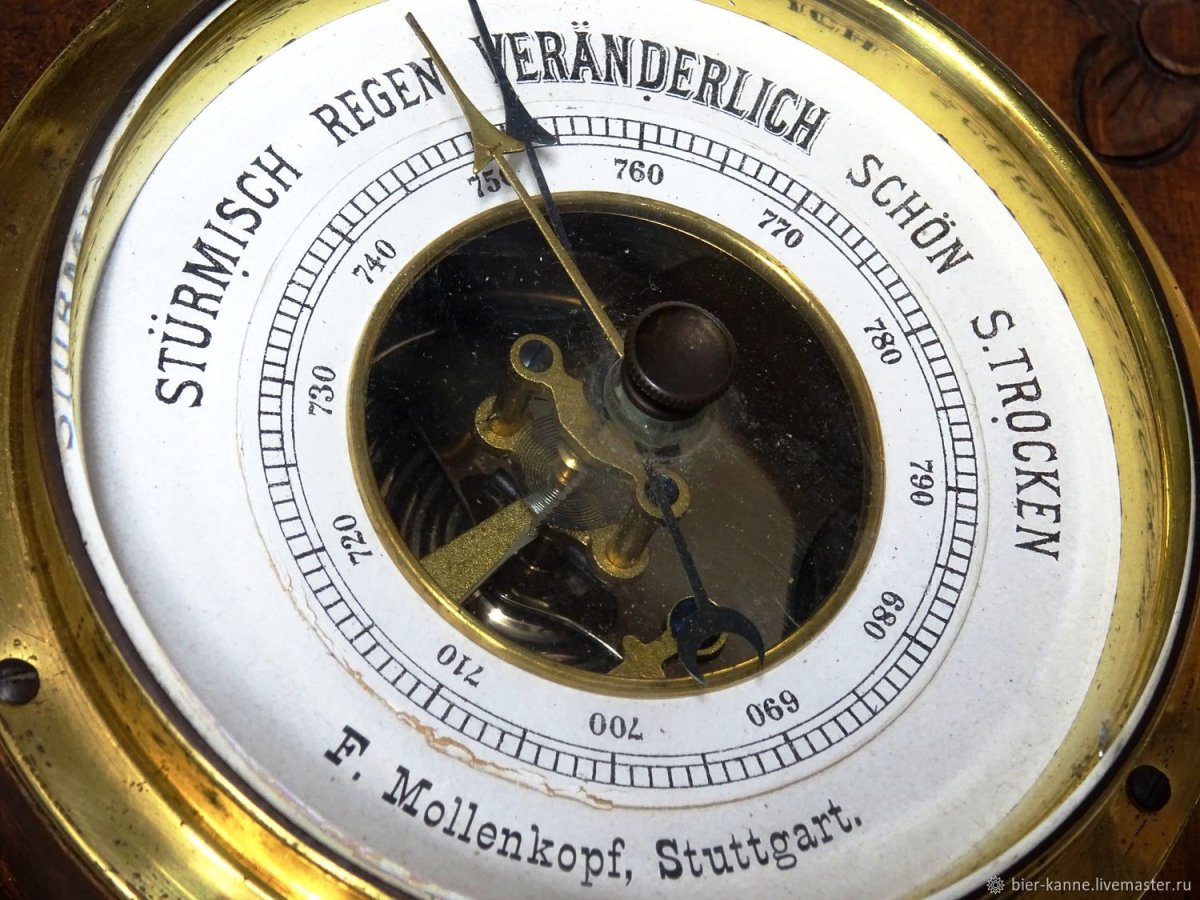 STÜRMISCH REGEN VERÄNDERLICH SCHÖN S.TROCKEN
750 760 770 780 790
740
730
720
710 700 690 680
F. Mollenkopf, Stuttgart.
bier-kanne.livemaster.ru